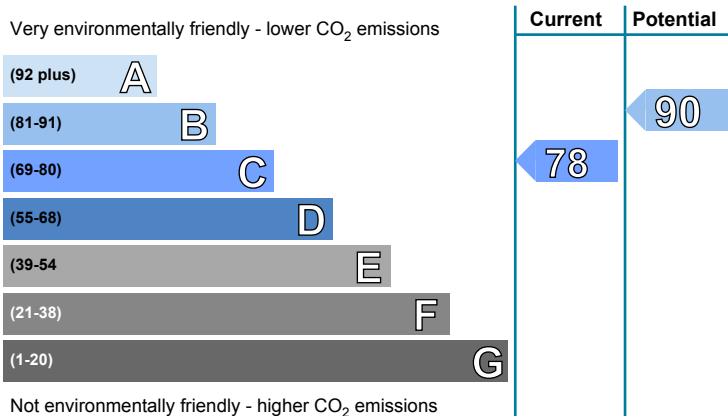 Very environmentally friendly - lower CO2 emissions
Current
Potential
(92 plus) A
(81-91) B
90
(69-80) C
78
(55-68) D
(39-54 E
(21-38) F
(1-20) G
Not environmentally friendly - higher CO2 emissions